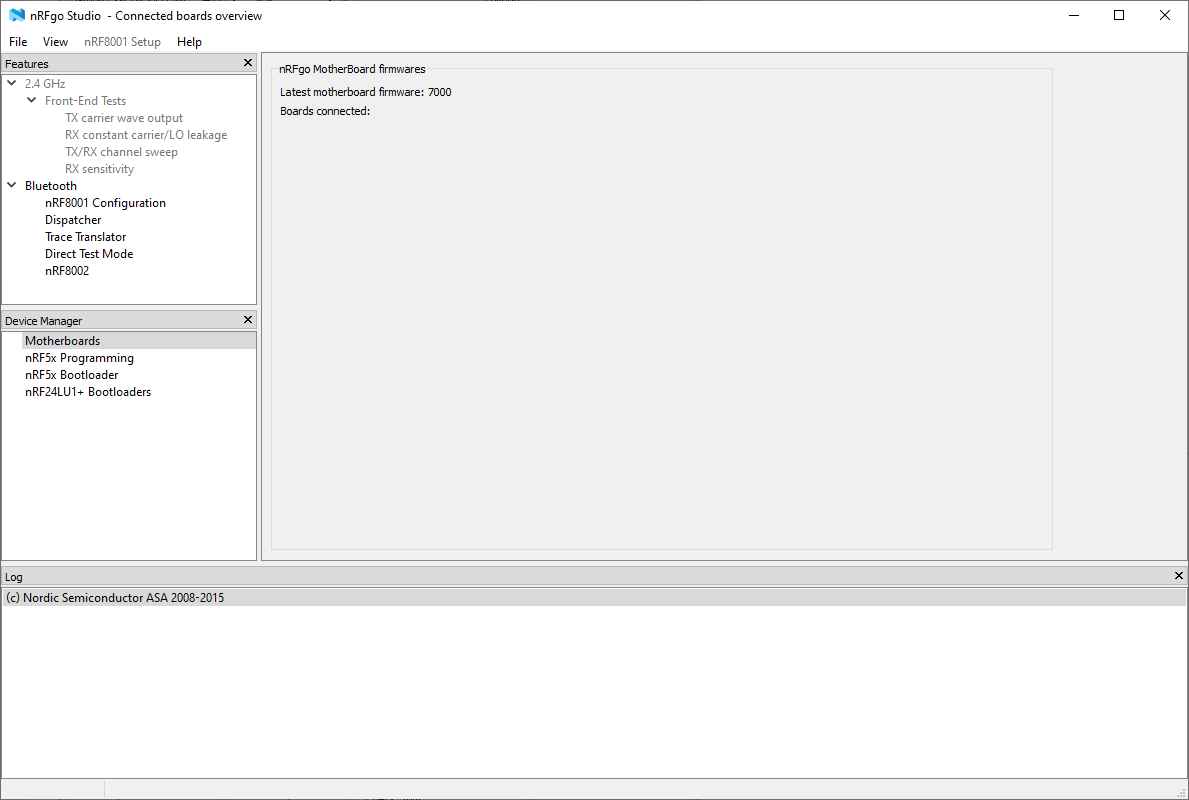 nRFgo Studio - Connected boards overview
File View nRF8001 Setup Help
Features
2.4 GHz
Front-End Tests
TX carrier wave output
RX constant carrier/LO leakage
TX/RX channel sweep
RX sensitivity
Bluetooth
nRF8001 Configuration
Dispatcher
Trace Translator
Direct Test Mode
nRF8002
Device Manager
Motherboards
nRF5x Programming
nRF5x Bootloader
nRF24LU1+ Bootloaders
nRFgo MotherBoard firmwares
Latest motherboard firmware: 7000
Boards connected:
Log
(c) Nordic Semiconductor ASA 2008-2015